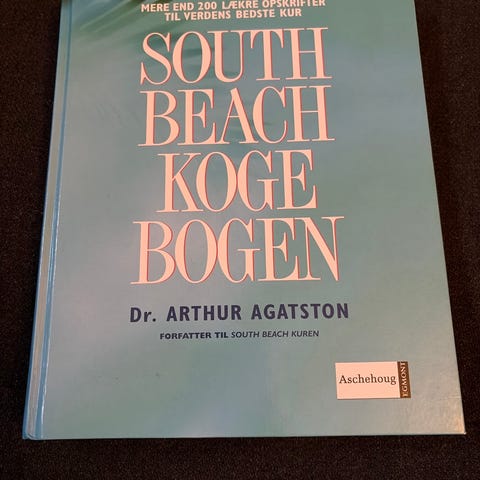 MERE END 200 LÆKRE OPSKRIFTER
TIL VERDENS BEDSTE KUR
SOUTH
BEACH
KOGE
BOGEN
Dr. ARTHUR AGATSTON
FORFATTER TIL SOUTH BEACH KUREN
Aschehoug
EGMONT